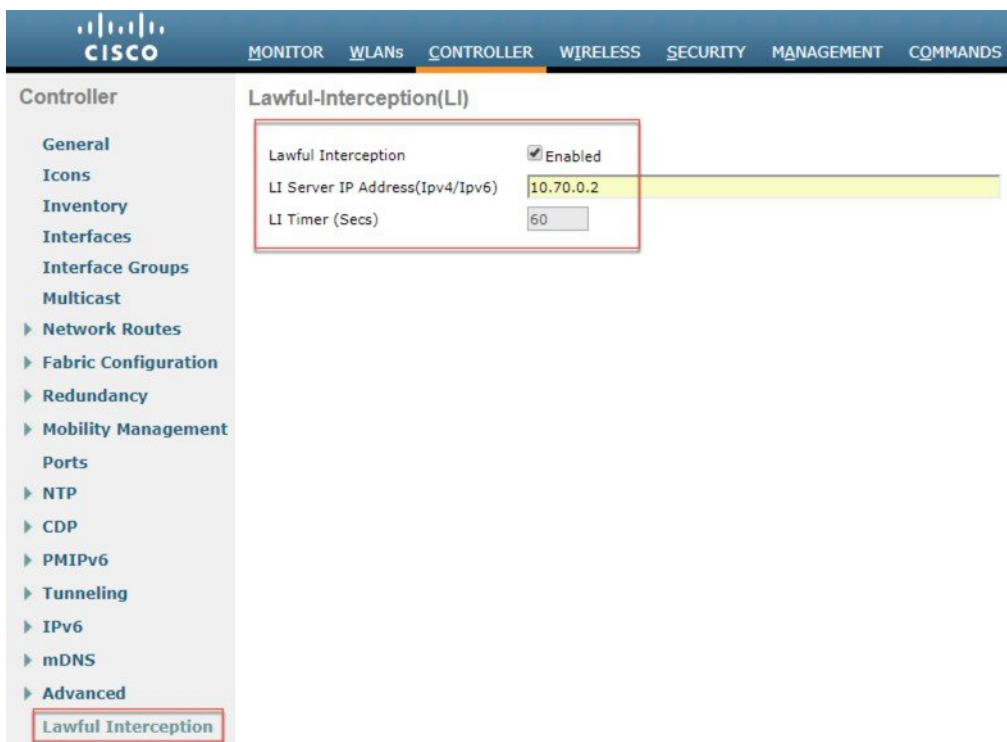 CISCO
MONITOR WLANs CONTROLLER WIRELESS SECURITY MANAGEMENT COMMANDS
Controller
General
Icons
Inventory
Interfaces
Interface Groups
Multicast
Network Routes
Fabric Configuration
Redundancy
Mobility Management
Ports
NTP
CDP
PMIPv6
Tunneling
IPv6
mDNS
Advanced
Lawful Interception
Lawful-Interception(LI)
Lawful Interception Enabled
LI Server IP Address(Ipv4/Ipv6) 10.70.0.2
LI Timer (Secs) 60